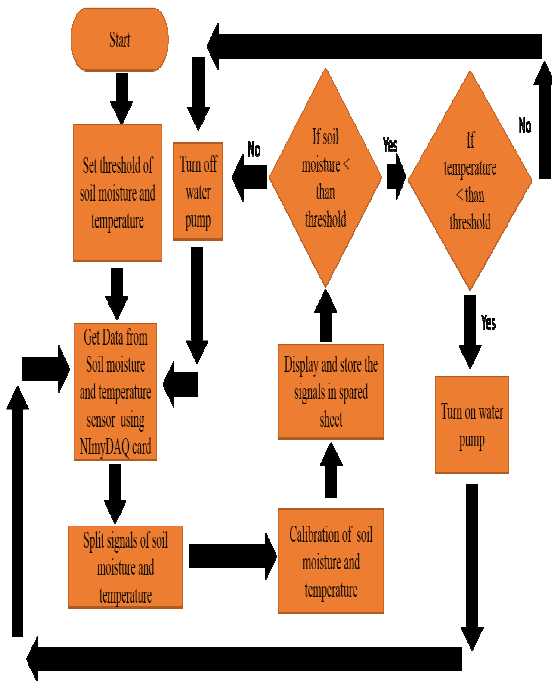 Start
Set threshold of
soil moisture and
temperature
Get Data from
Soil moisture
and temperature
sensor using
NImyDAQ card
Split signals of soil
moisture and
temperature
Calibration of soil
moisture and
temperature
Display and store the
signals in spared
sheet
If soil
moisture <
than
threshold
No
Turn off
water
pump
Yes
If
temperature
< than
threshold
No
Yes
Turn on water
pump